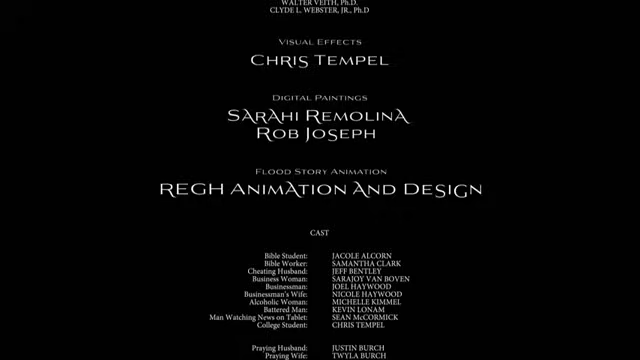 WALTER VEITH, Ph.D.
CLYDE L. WEBSTER, JR., Ph.D
Visual Effects
Chris Tempel
Digital Paintings
Sarahi Remolina
Rob Joseph
Flood Story Animation
REGH Animation and Design
CAST
Bible Student: JACOLE ALCORN
Bible Worker: SAMANTHA CLARK
Cheating Husband: JEFF BENTLEY
Business Woman: SARAJOY VAN BOVEN
Businessman: JOEL HAYWOOD
Businessman's Wife: NICOLE HAYWOOD
Alcoholic Woman: MICHELLE KIMMEL
Battered Man: KEVIN LONAM
Man Watching News on Tablet: SEAN McCORMICK
College Student: CHRIS TEMPEL
Praying Husband: JUSTIN BURCH
Praying Wife: TWYLA BURCH